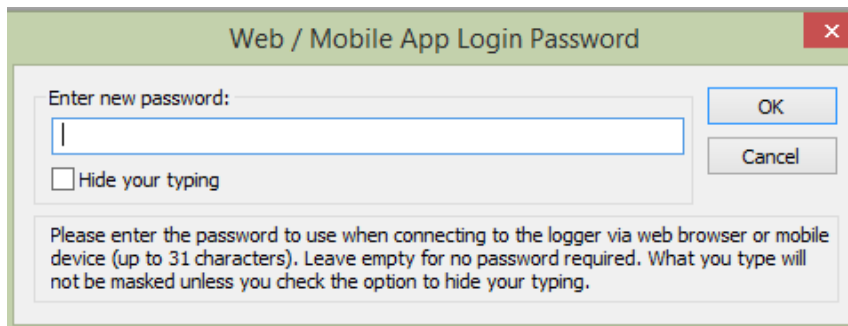 Web / Mobile App Login Password
Enter new password:
OK
Cancel
Hide your typing
Please enter the password to use when connecting to the logger via web browser or mobile
device (up to 31 characters). Leave empty for no password required. What you type will
not be masked unless you check the option to hide your typing.